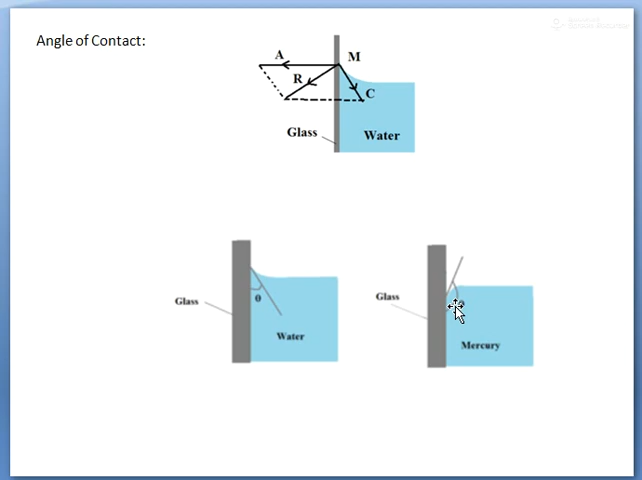 Angle of Contact:
A
M
R
C
Glass
Water
Glass
θ
Water
Glass
Mercury